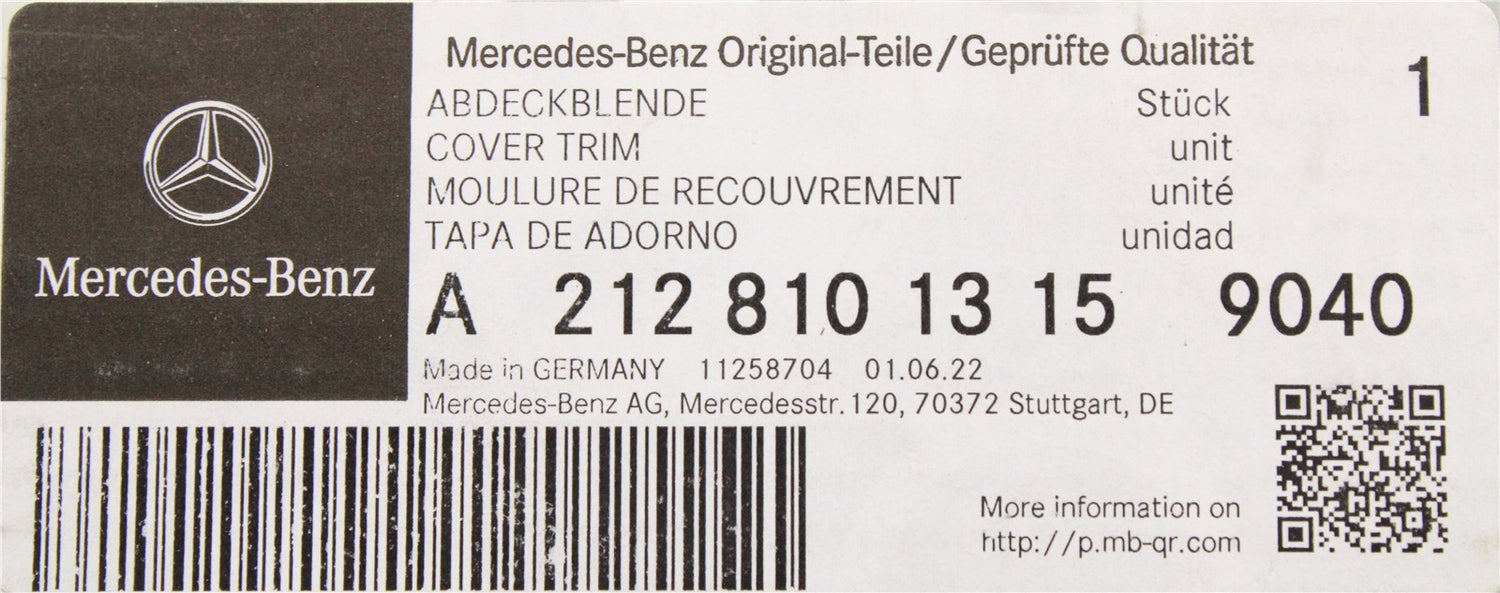 Mercedes-Benz
Mercedes-Benz Original-Teile/Geprüfte Qualität
ABDECKBLENDE Stück 1
COVER TRIM unit
MOULURE DE RECOUVREMENT unité
TAPA DE ADORNO unidad
A 212 810 13 15 9040
Made in GERMANY 11258704 01.06.22
Mercedes-Benz AG, Mercedesstr. 120, 70372 Stuttgart, DE
More information on
http://p.mb-qr.com